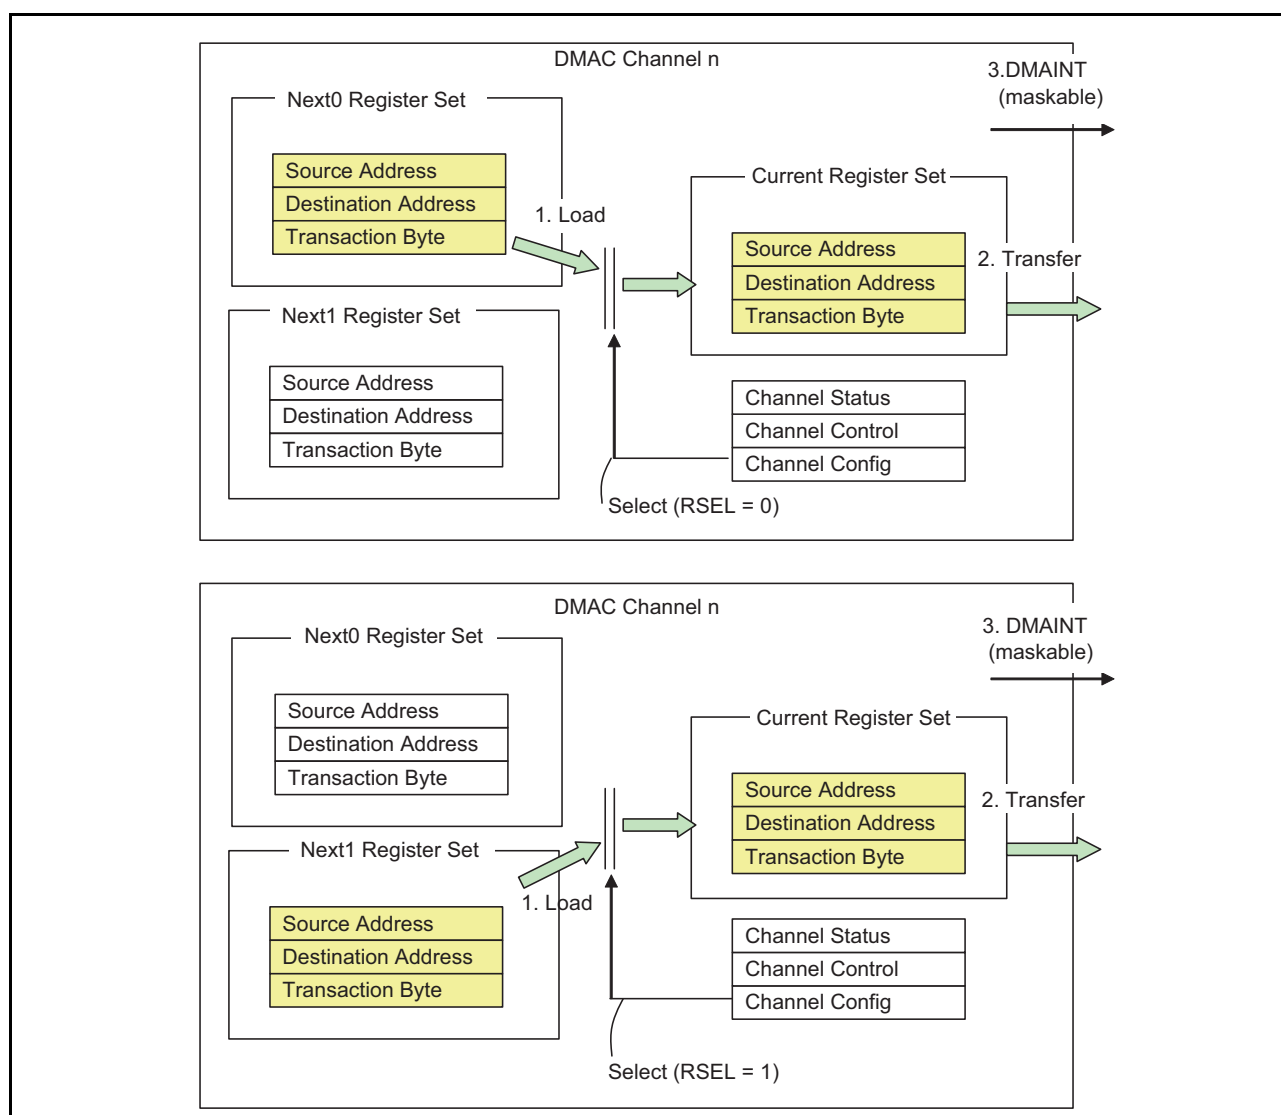 DMAC Channel n
3.DMAINT
(maskable)
Next0 Register Set
Source Address
Destination Address
Transaction Byte
1. Load
Current Register Set
Source Address
Destination Address
Transaction Byte
2. Transfer
Next1 Register Set
Source Address
Destination Address
Transaction Byte
Channel Status
Channel Control
Channel Config
Select (RSEL = 0)
DMAC Channel n
3. DMAINT
(maskable)
Next0 Register Set
Source Address
Destination Address
Transaction Byte
Current Register Set
Source Address
Destination Address
Transaction Byte
2. Transfer
Next1 Register Set
1. Load
Source Address
Destination Address
Transaction Byte
Channel Status
Channel Control
Channel Config
Select (RSEL = 1)